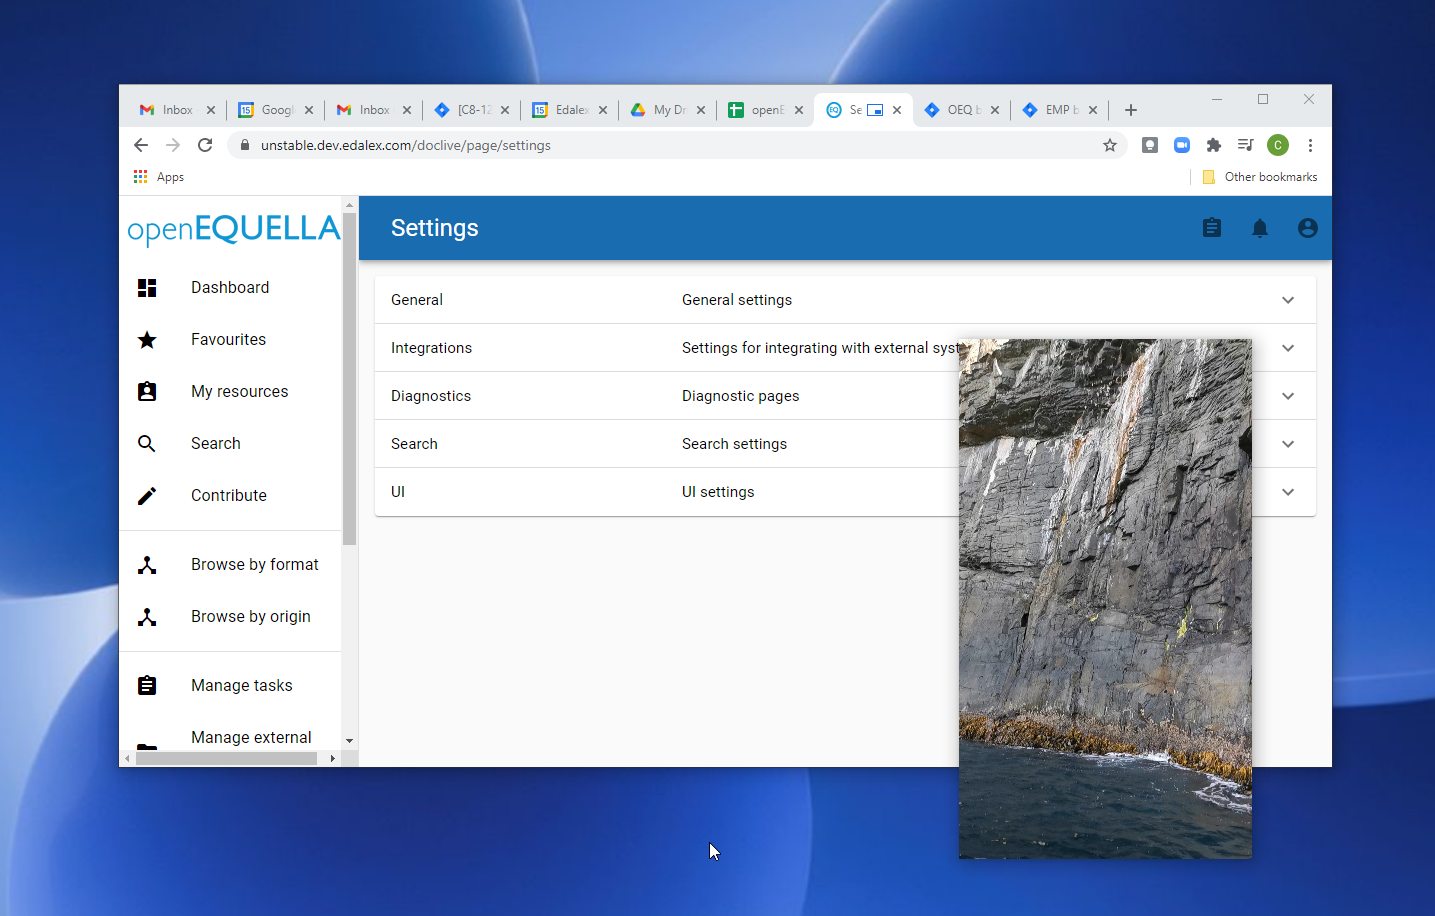 Inbox
Google
Inbox
[C8-12
Edalex
My Dr
openE
Se
OEQ b
EMP b
unstable.dev.edalex.com/doclive/page/settings
C
Apps
Other bookmarks
openEQUELLA
Settings
Dashboard
Favourites
My resources
Search
Contribute
Browse by format
Browse by origin
Manage tasks
Manage external
General
General settings
Integrations
Settings for integrating with external syst
Diagnostics
Diagnostic pages
Search
Search settings
UI
UI settings